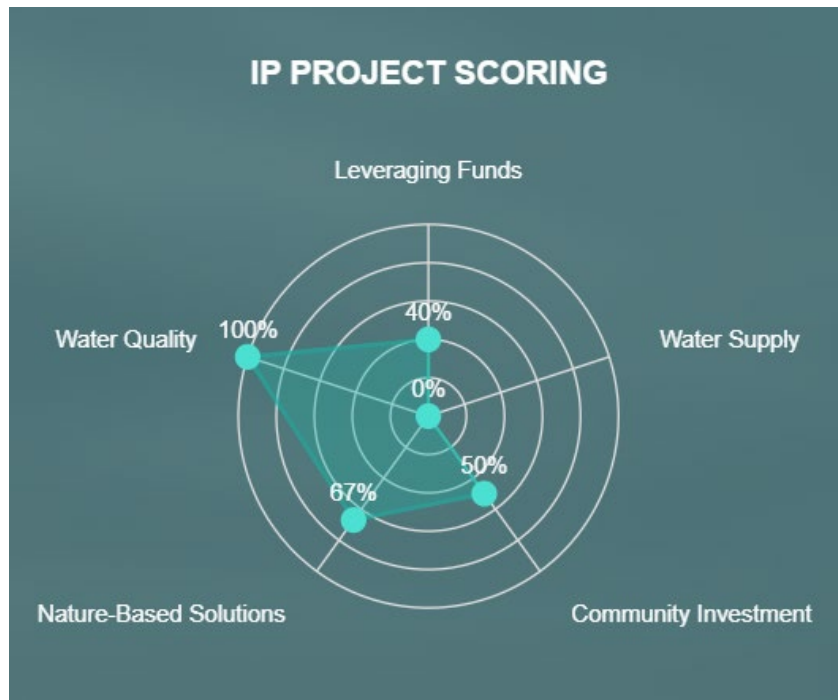 IP PROJECT SCORING
Leveraging Funds
40%
100%
Water Quality
Water Supply
0%
50%
67%
Nature-Based Solutions
Community Investment